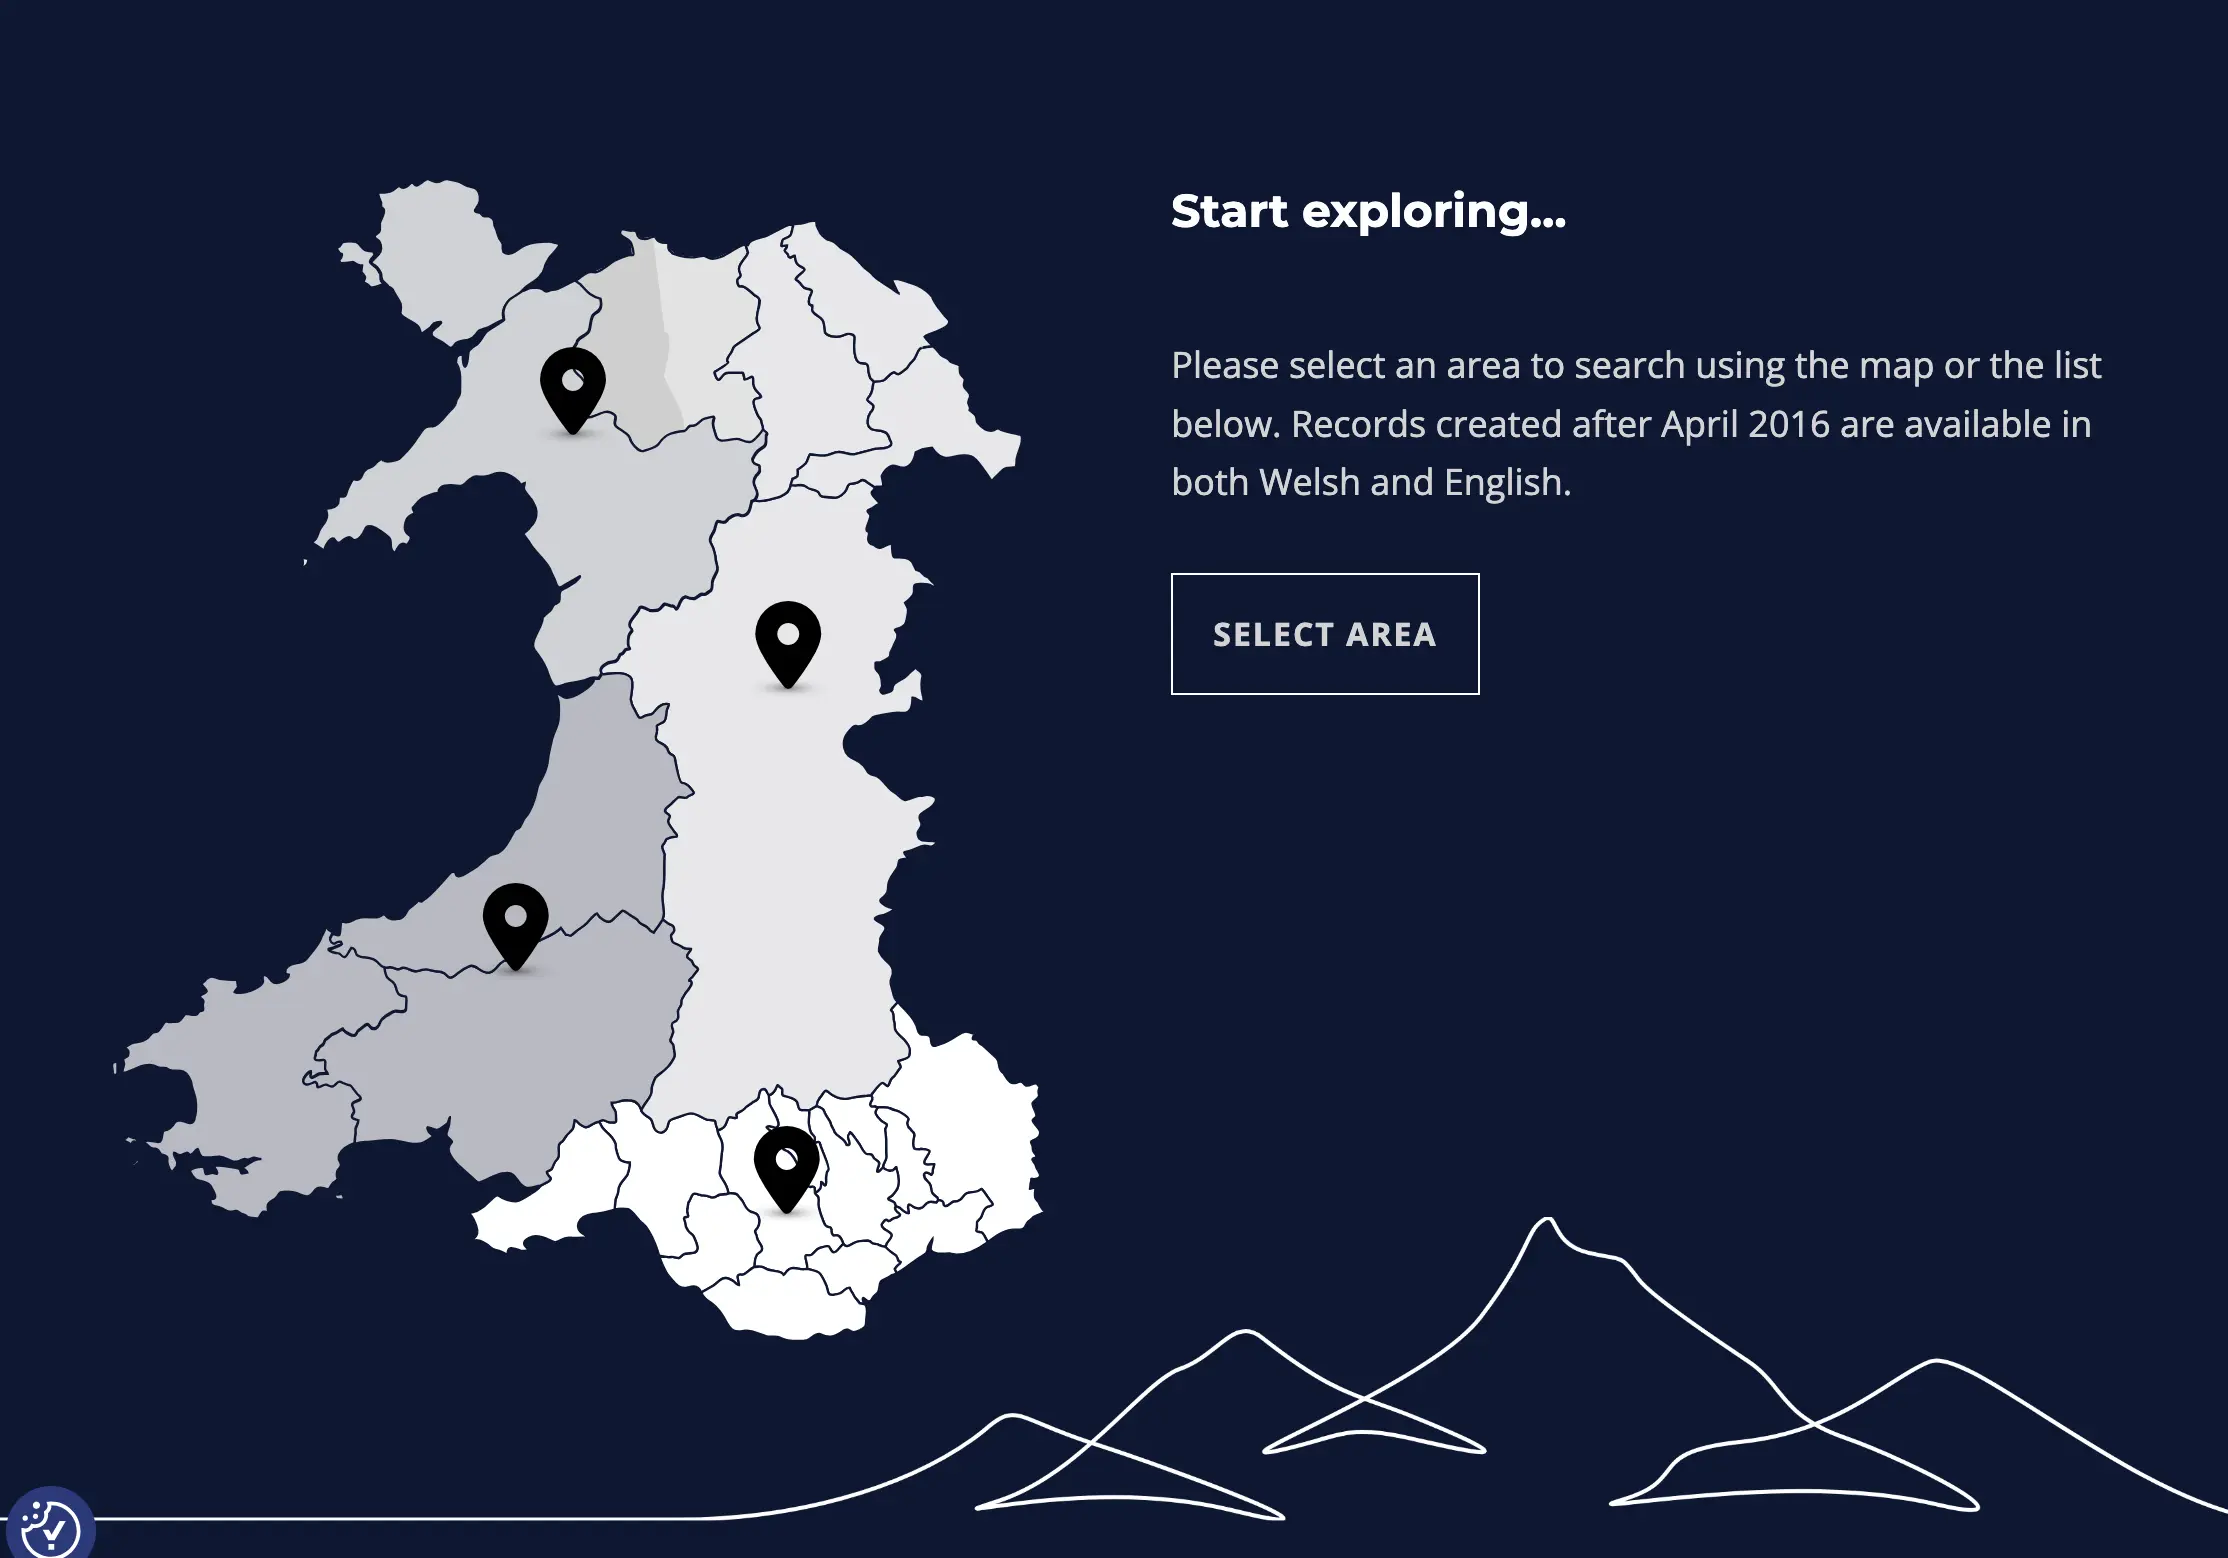 Start exploring...
Please select an area to search using the map or the list
below. Records created after April 2016 are available in
both Welsh and English.
SELECT AREA